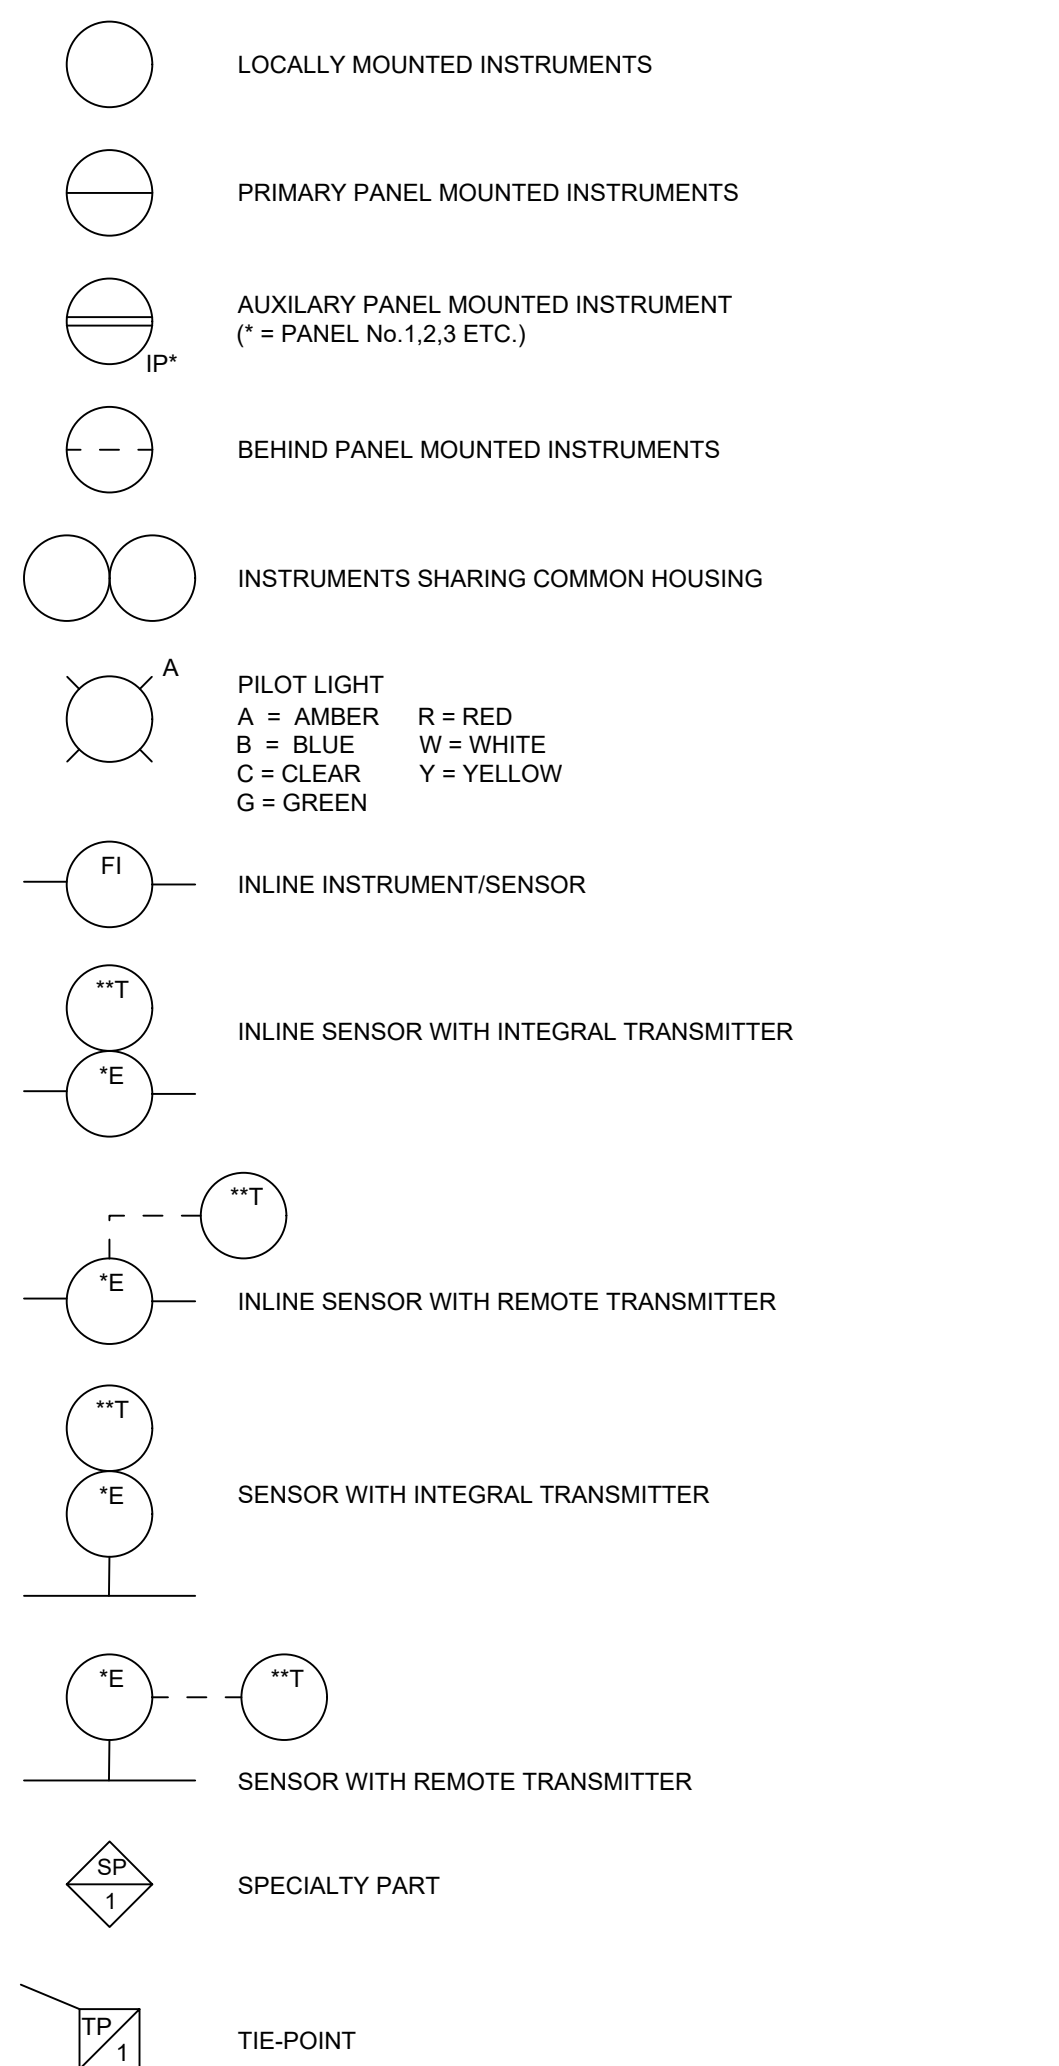 LOCALLY MOUNTED INSTRUMENTS
PRIMARY PANEL MOUNTED INSTRUMENTS
AUXILARY PANEL MOUNTED INSTRUMENT
(* = PANEL No.1,2,3 ETC.)
IP*
BEHIND PANEL MOUNTED INSTRUMENTS
INSTRUMENTS SHARING COMMON HOUSING
A
PILOT LIGHT
A = AMBER R = RED
B = BLUE W = WHITE
C = CLEAR Y = YELLOW
G = GREEN
FI
INLINE INSTRUMENT/SENSOR
**T
INLINE SENSOR WITH INTEGRAL TRANSMITTER
*E
**T
*E
INLINE SENSOR WITH REMOTE TRANSMITTER
**T
*E
SENSOR WITH INTEGRAL TRANSMITTER
*E **T
SENSOR WITH REMOTE TRANSMITTER
SP
1
SPECIALTY PART
TP
1
TIE-POINT